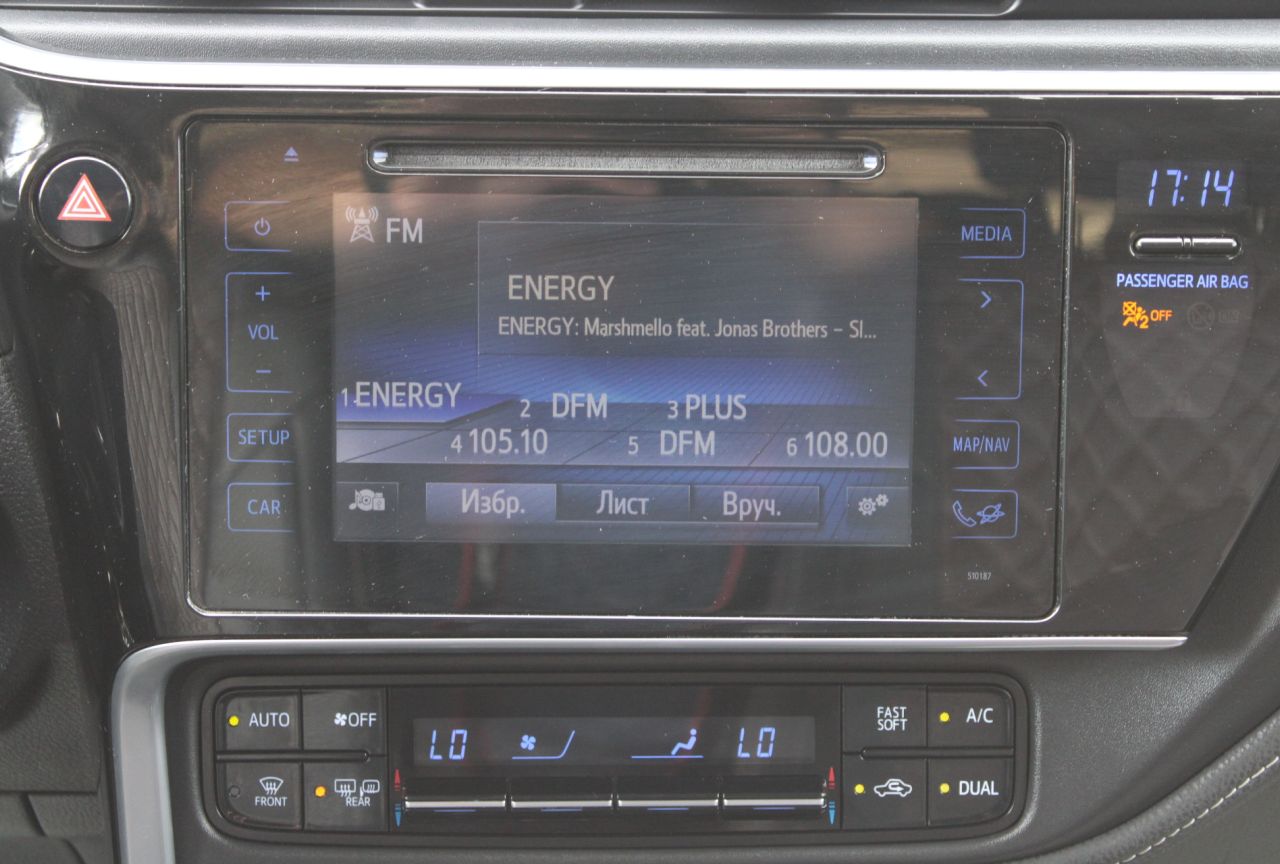 FM
MEDIA
17:14
ENERGY
ENERGY: Marshmello feat. Jonas Brothers – Sl...
+
VOL
−
PASSENGER AIR BAG
2 OFF
1 ENERGY
2 DFM
3 PLUS
4 105.10
5 DFM
6 108.00
SETUP
MAP/NAV
CAR
Избр.
Лист
Вруч.
510187
AUTO
OFF
LO
LO
FAST
SOFT
A/C
FRONT
REAR
DUAL